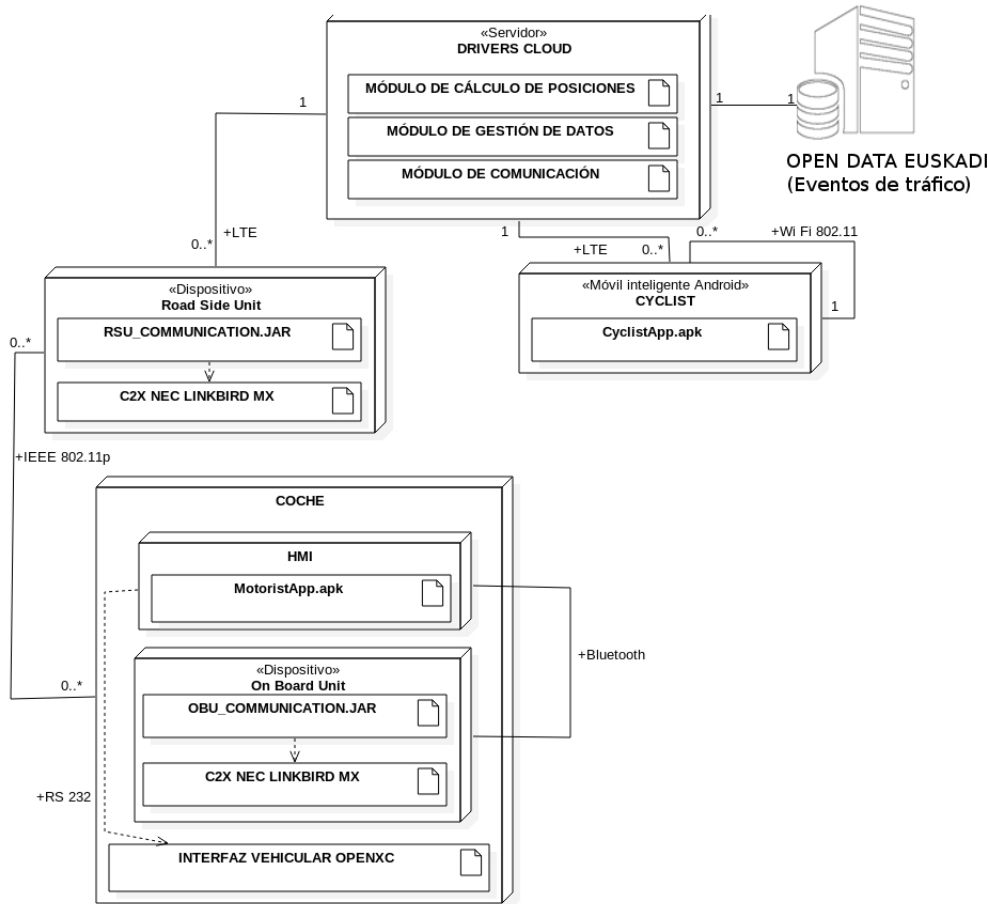 «Servidor»
DRIVERS CLOUD
MÓDULO DE CÁLCULO DE POSICIONES
MÓDULO DE GESTIÓN DE DATOS
MÓDULO DE COMUNICACIÓN
1
1
1
OPEN DATA EUSKADI
(Eventos de tráfico)
+LTE
0..*
1
+LTE
0..*
0..*
+Wi Fi 802.11
1
«Dispositivo»
Road Side Unit
RSU_COMMUNICATION.JAR
C2X NEC LINKBIRD MX
«Móvil inteligente Android»
CYCLIST
CyclistApp.apk
0..*
+IEEE 802.11p
0..*
COCHE
HMI
MotoristApp.apk
+Bluetooth
«Dispositivo»
On Board Unit
OBU_COMMUNICATION.JAR
C2X NEC LINKBIRD MX
+RS 232
INTERFAZ VEHICULAR OPENXC